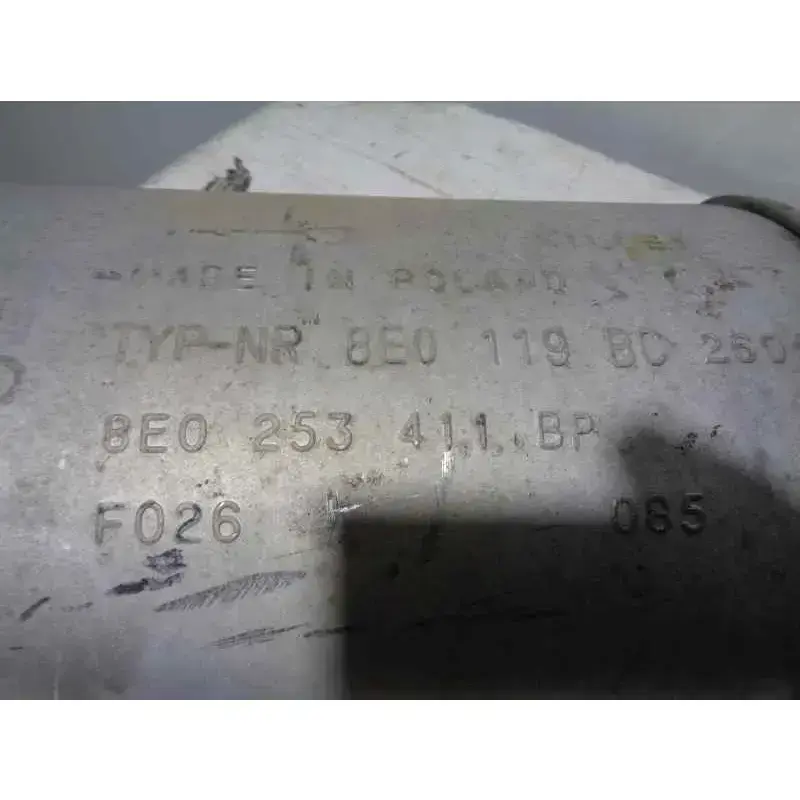 MADE IN POLAND
TYP-NR 8E0 119 BC
8E0 253 411 BP
F026 065